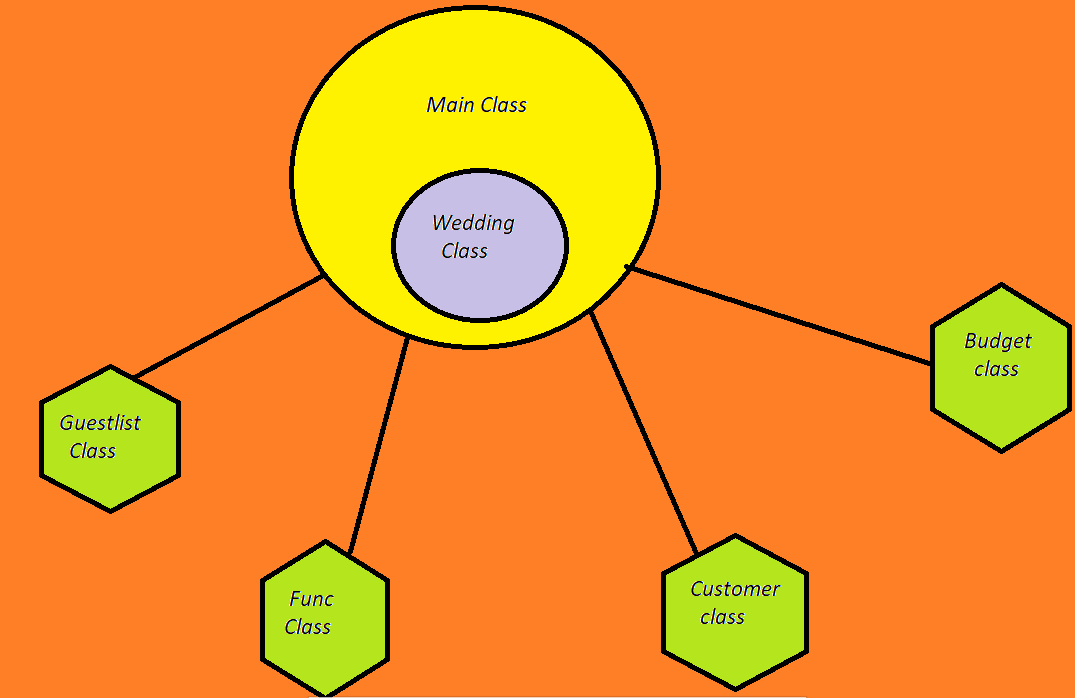 Main Class
Wedding
Class
Budget
class
Guestlist
Class
Func
Class
Customer
class